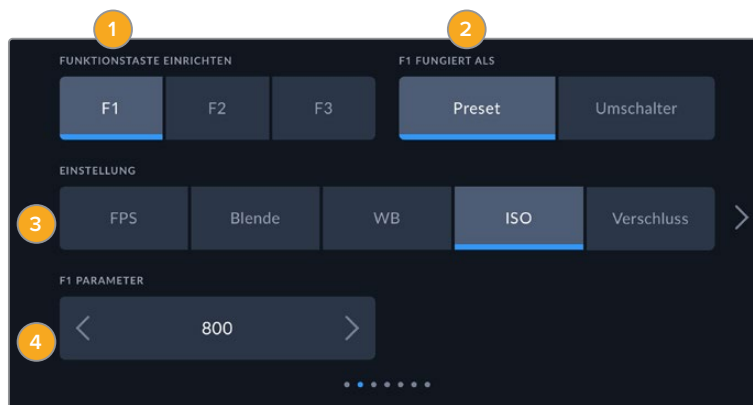 1 2
FUNKTIONSTASTE EINRICHTEN F1 FUNGIERT ALS
F1 F2 F3 Preset Umschalter
EINSTELLUNG
3 FPS Blende WB ISO Verschluss
F1 PARAMETER
4 800